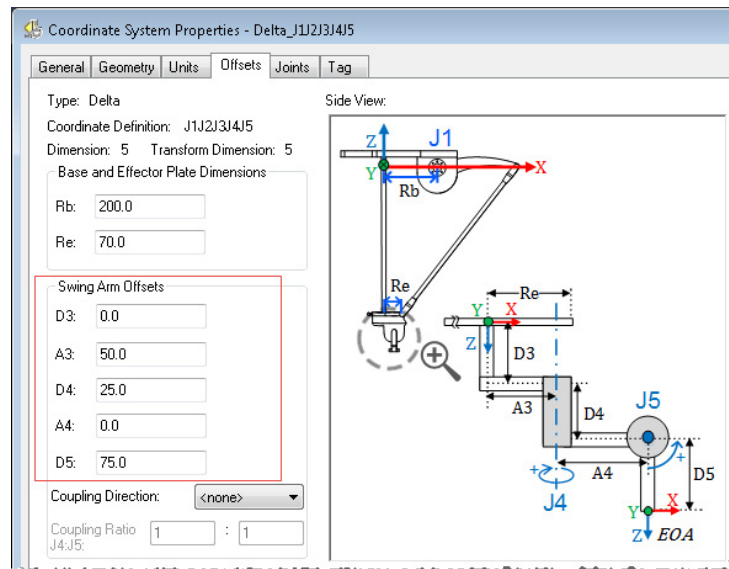 Coordinate System Properties - Delta_J1J2J3J4J5
General Geometry Units Offsets Joints Tag
Type: Delta
Coordinate Definition: J1J2J3J4J5
Dimension: 5 Transform Dimension: 5
Base and Effector Plate Dimensions
Rb: 200.0
Re: 70.0
Swing Arm Offsets
D3: 0.0
A3: 50.0
D4: 25.0
A4: 0.0
D5: 75.0
Coupling Direction: <none>
Coupling Ratio 1 : 1
J4:J5:
Side View:
Z J1
Y X
Rb
Re
Re
Y X
Z
D3
A3
D4
J5
+
+
A4
D5
J4
Y X
Z EOA